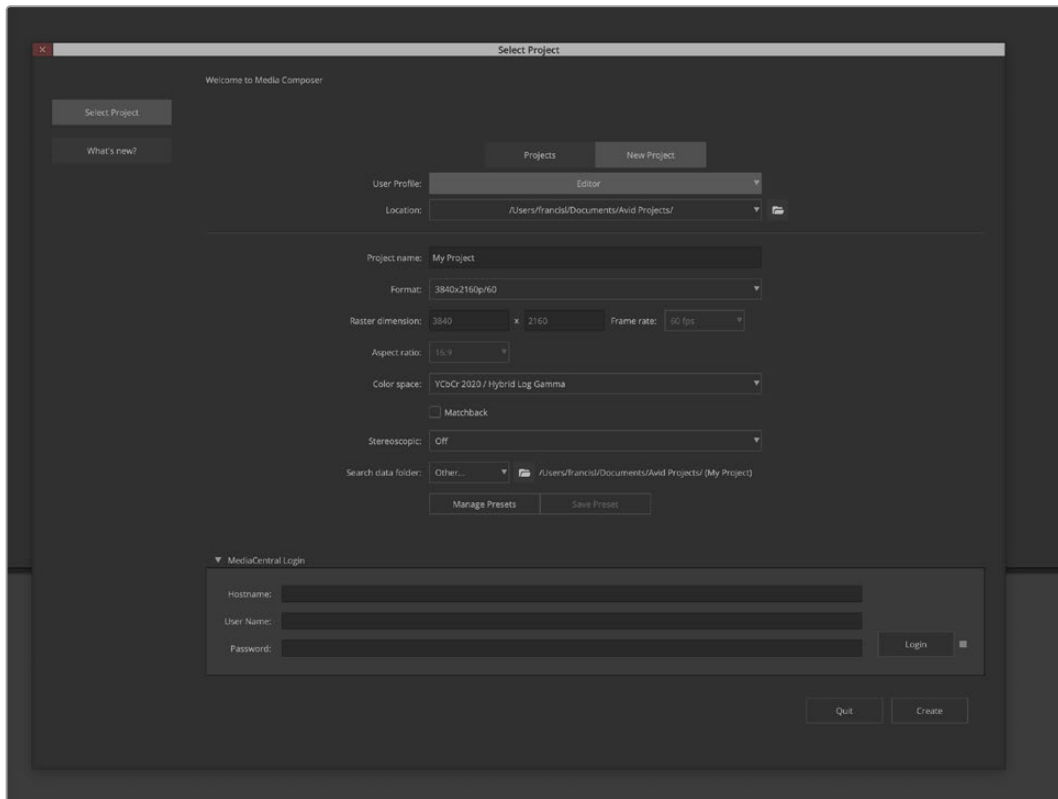 Select Project
Welcome to Media Composer
Select Project
What's new?
Projects New Project
User Profile: Editor
Location: /Users/francisl/Documents/Avid Projects/
Project name: My Project
Format: 3840x2160p/60
Raster dimension: 3840 x 2160 Frame rate: 60 fps
Aspect ratio: 16:9
Color space: YCbCr 2020 / Hybrid Log Gamma
Matchback
Stereoscopic: Off
Search data folder: Other... /Users/francisl/Documents/Avid Projects/ (My Project)
Manage Presets Save Preset
MediaCentral Login
Hostname:
User Name:
Password:
Login
Quit Create